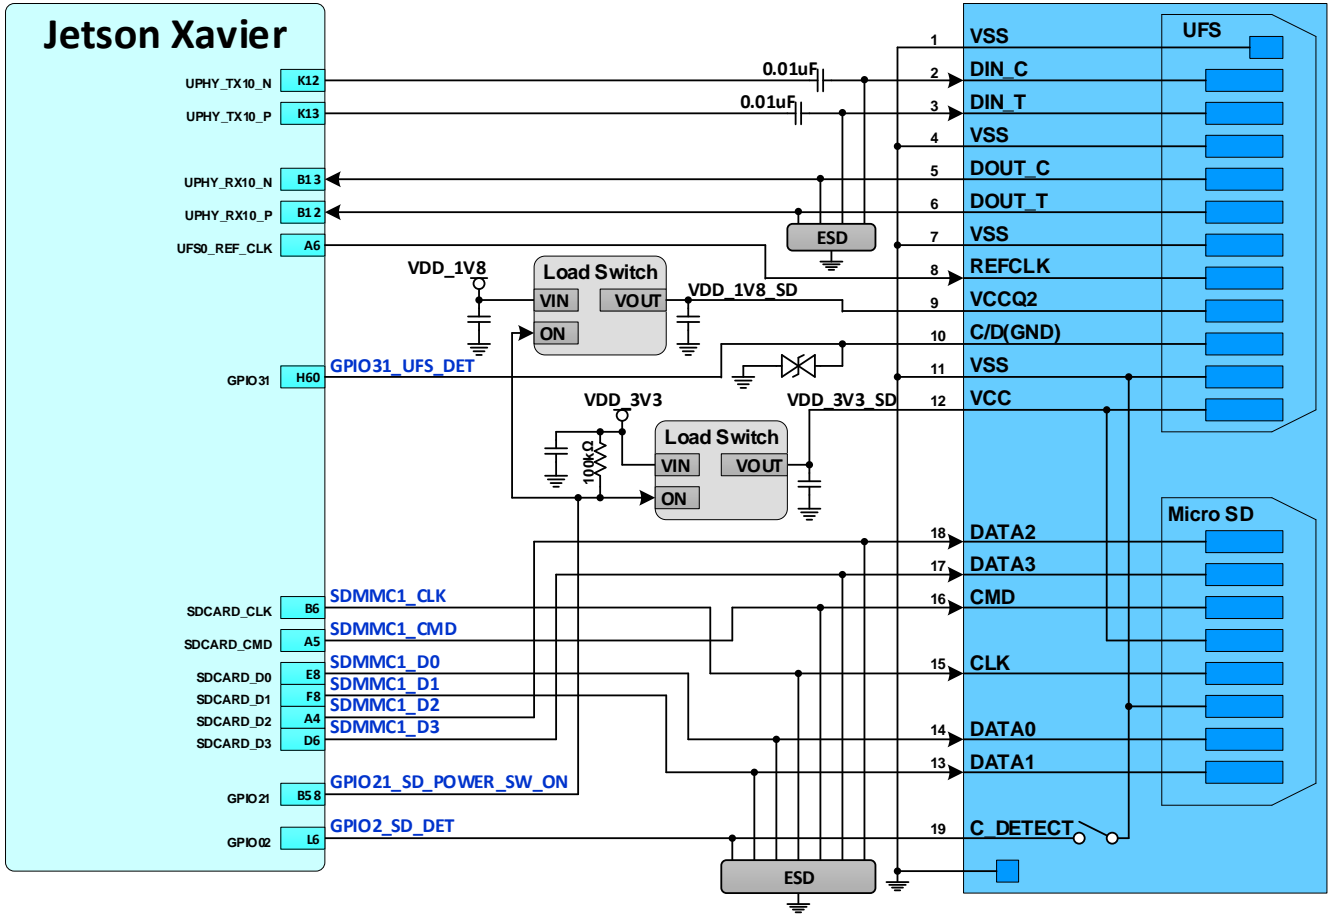 Jetson Xavier
UPHY_TX10_N K12
UPHY_TX10_P K13
UPHY_RX10_N B13
UPHY_RX10_P B12
UFS0_REF_CLK A6
GPIO31 H60
GPIO31_UFS_DET
SDCARD_CLK B6
SDMMC1_CLK
SDCARD_CMD A5
SDMMC1_CMD
SDCARD_D0 E8
SDMMC1_D0
SDCARD_D1 F8
SDMMC1_D1
SDCARD_D2 A4
SDMMC1_D2
SDCARD_D3 D6
SDMMC1_D3
GPIO21 B58
GPIO21_SD_POWER_SW_ON
GPIO02 L6
GPIO2_SD_DET
0.01uF
0.01uF
ESD
VDD_1V8
Load Switch
VIN VOUT
ON
VDD_1V8_SD
VDD_3V3
100kΩ
Load Switch
VIN VOUT
ON
VDD_3V3_SD
ESD
UFS
1 VSS
2 DIN_C
3 DIN_T
4 VSS
5 DOUT_C
6 DOUT_T
7 VSS
8 REFCLK
9 VCCQ2
10 C/D(GND)
11 VSS
12 VCC
Micro SD
18 DATA2
17 DATA3
16 CMD
15 CLK
14 DATA0
13 DATA1
19 C_DETECT